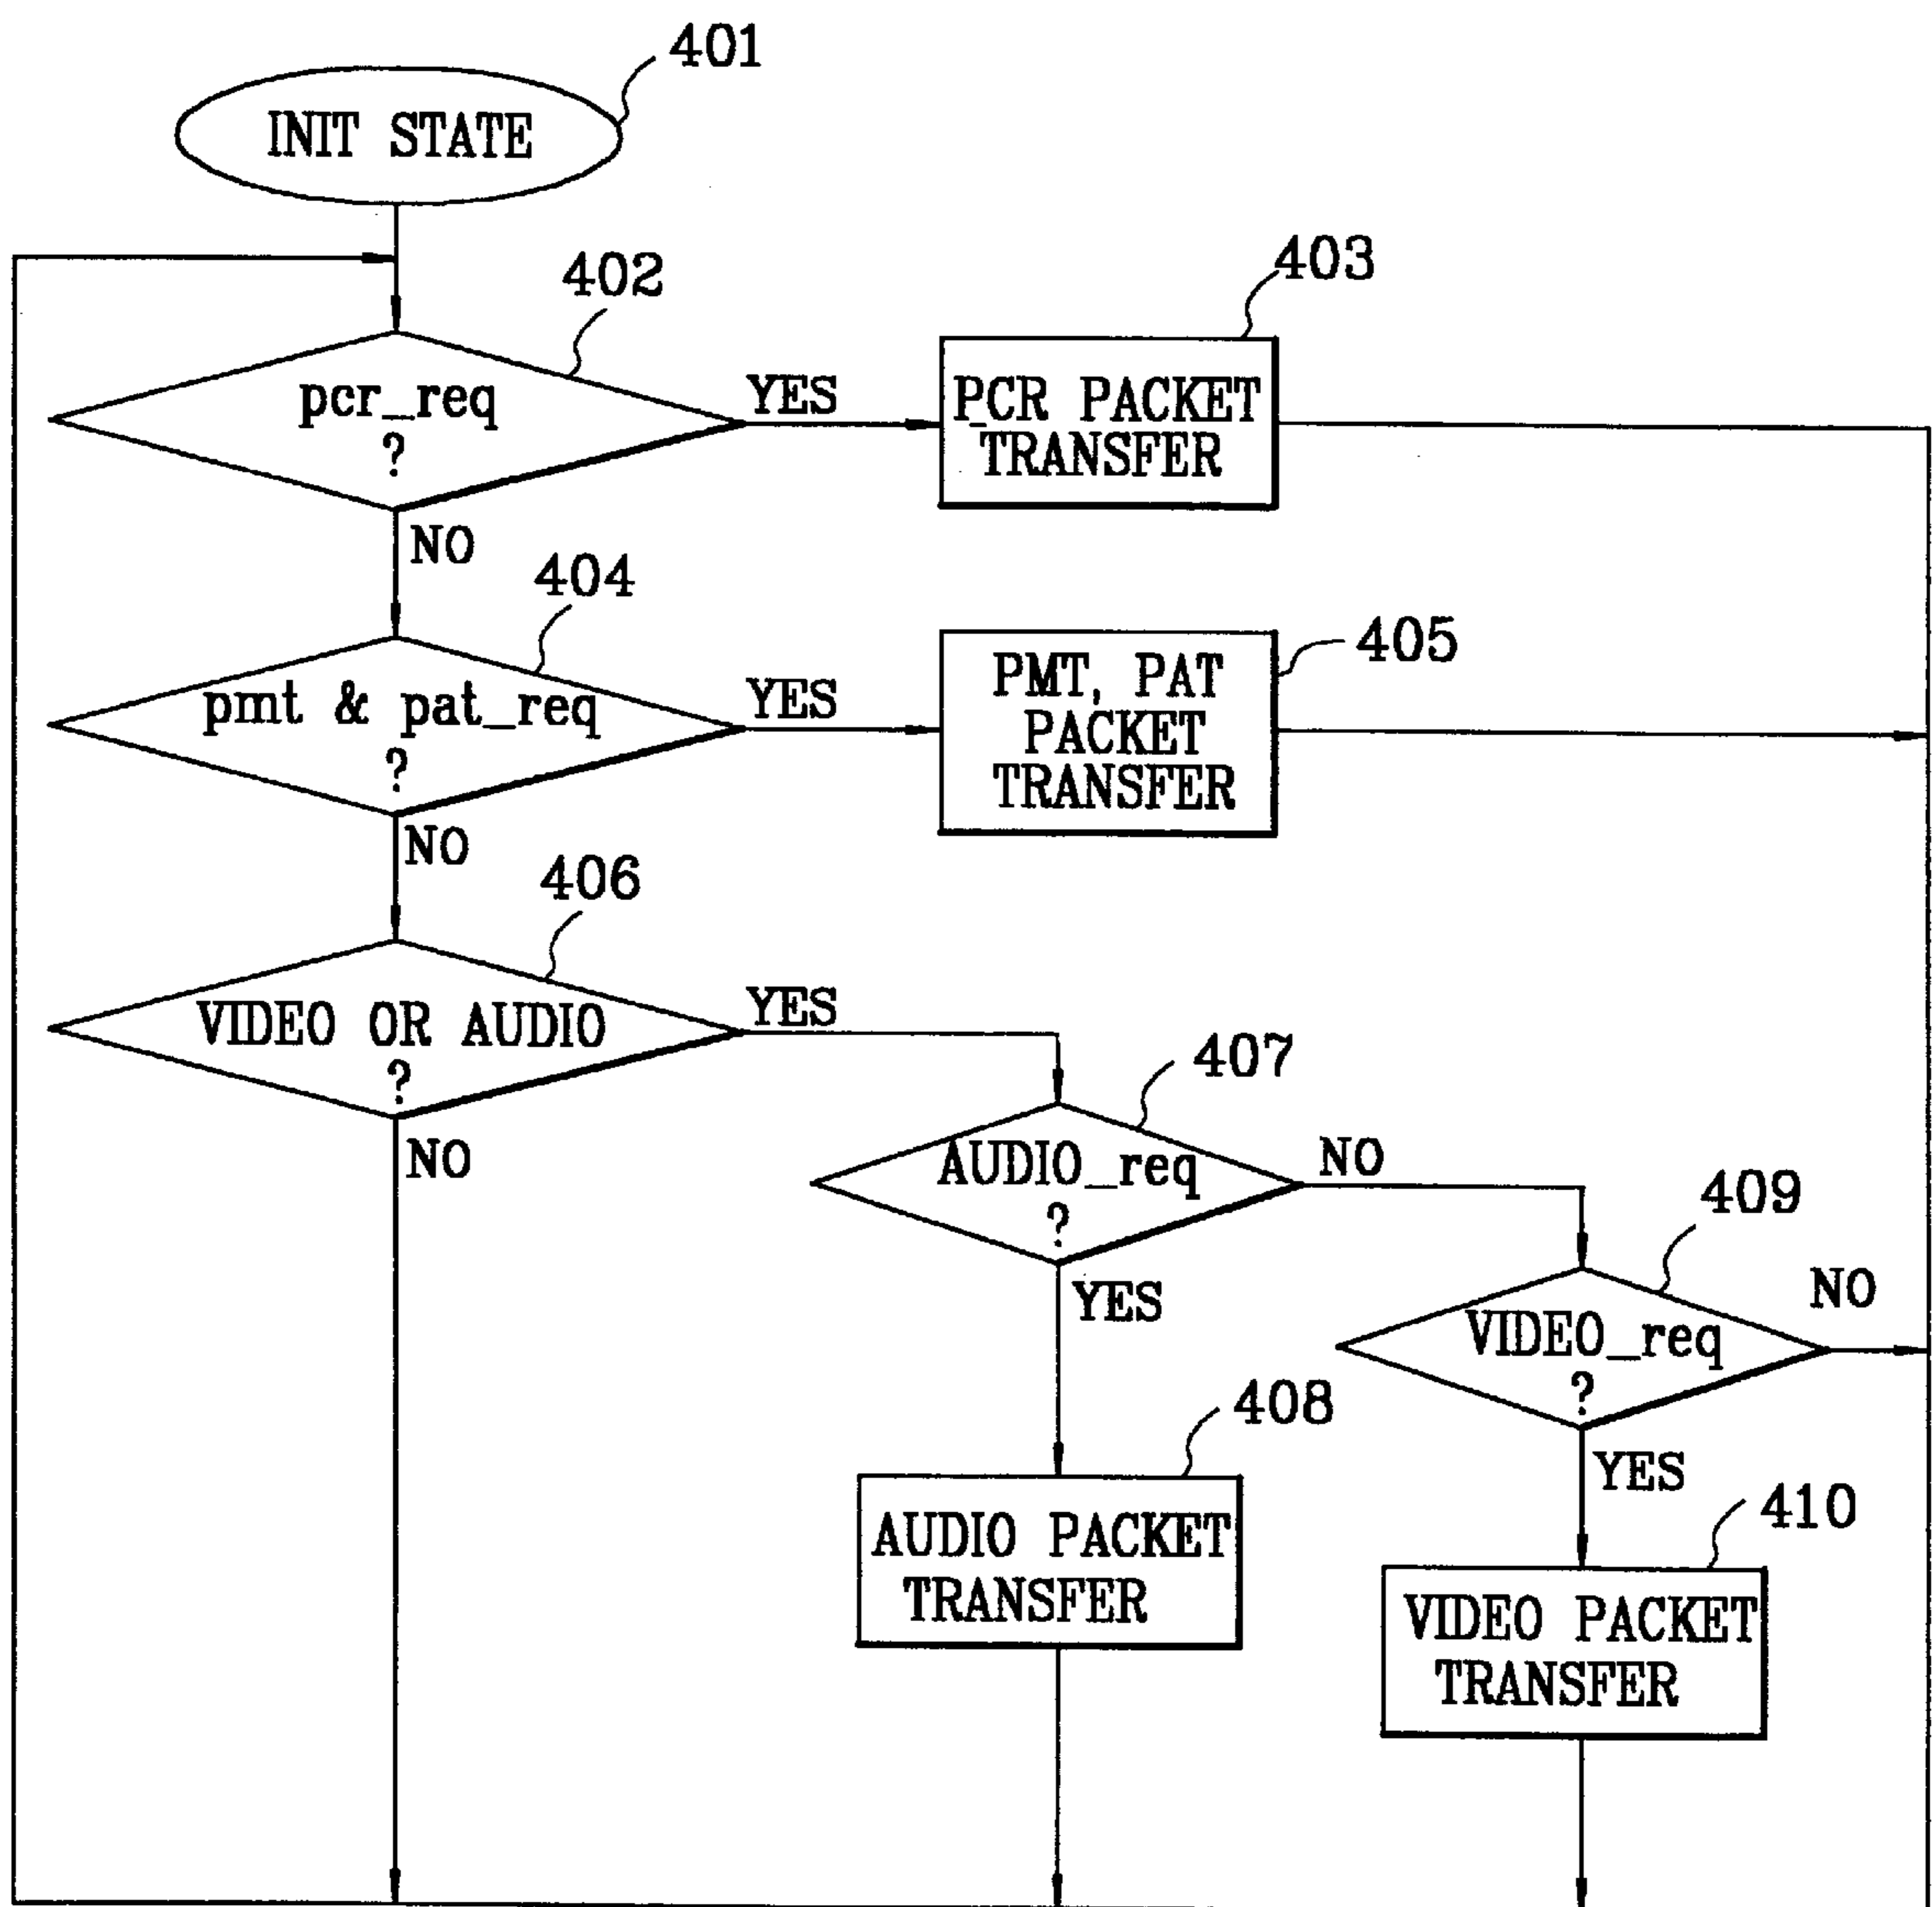 401
INIT STATE
402
pcr_req
?
YES
NO
403
PCR PACKET
TRANSFER
404
pmt & pat_req
?
YES
NO
405
PMT, PAT
PACKET
TRANSFER
406
VIDEO OR AUDIO
?
YES
NO
407
AUDIO_req
?
NO
YES
408
AUDIO PACKET
TRANSFER
409
VIDEO_req
?
NO
YES
410
VIDEO PACKET
TRANSFER